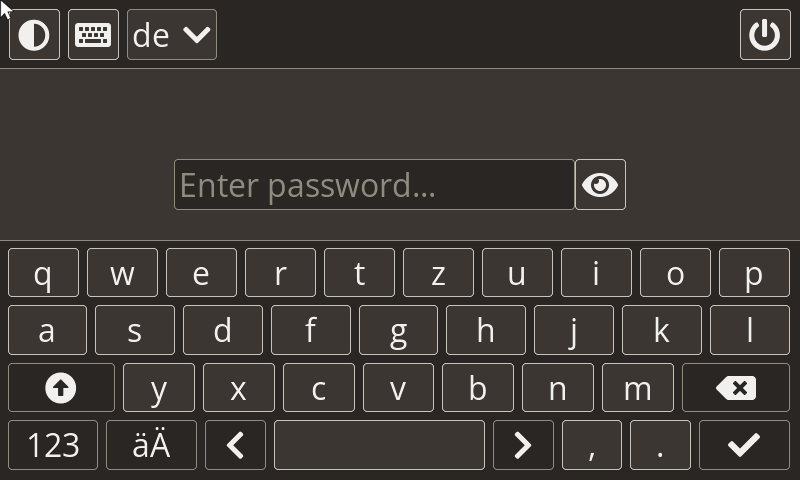 de
Enter password...
q w e r t z u i o p
a s d f g h j k l
y x c v b n m
123 äÄ , .